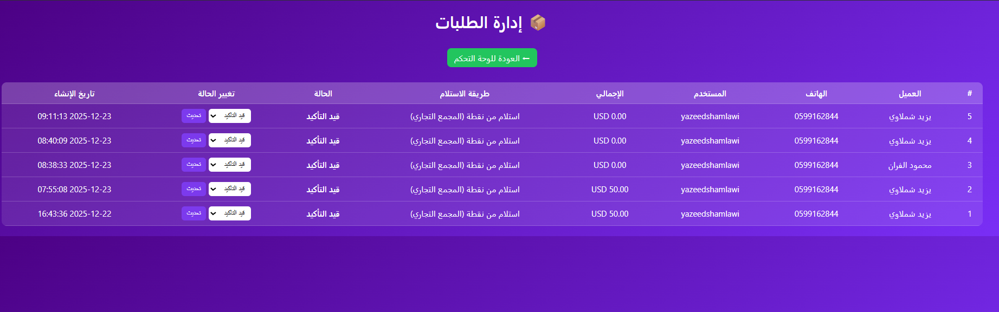 📦 إدارة الطلبات
← العودة للوحة التحكم
# العميل الهاتف المستخدم الإجمالي طريقة الاستلام الحالة تغيير الحالة تاريخ الإنشاء
5 يزيد شملاوي 0599162844 yazeedshamlawi USD 0.00 استلام من نقطة (المجمع التجاري) قيد التأكيد قيد التأكيد تحديث 09:11:13 2025-12-23
4 يزيد شملاوي 0599162844 yazeedshamlawi USD 0.00 استلام من نقطة (المجمع التجاري) قيد التأكيد قيد التأكيد تحديث 08:40:09 2025-12-23
3 محمود الفران 0599162844 yazeedshamlawi USD 0.00 استلام من نقطة (المجمع التجاري) قيد التأكيد قيد التأكيد تحديث 08:38:33 2025-12-23
2 يزيد شملاوي 0599162844 yazeedshamlawi USD 50.00 استلام من نقطة (المجمع التجاري) قيد التأكيد قيد التأكيد تحديث 07:55:08 2025-12-23
1 يزيد شملاوي 0599162844 yazeedshamlawi USD 50.00 استلام من نقطة (المجمع التجاري) قيد التأكيد قيد التأكيد تحديث 16:43:36 2025-12-22